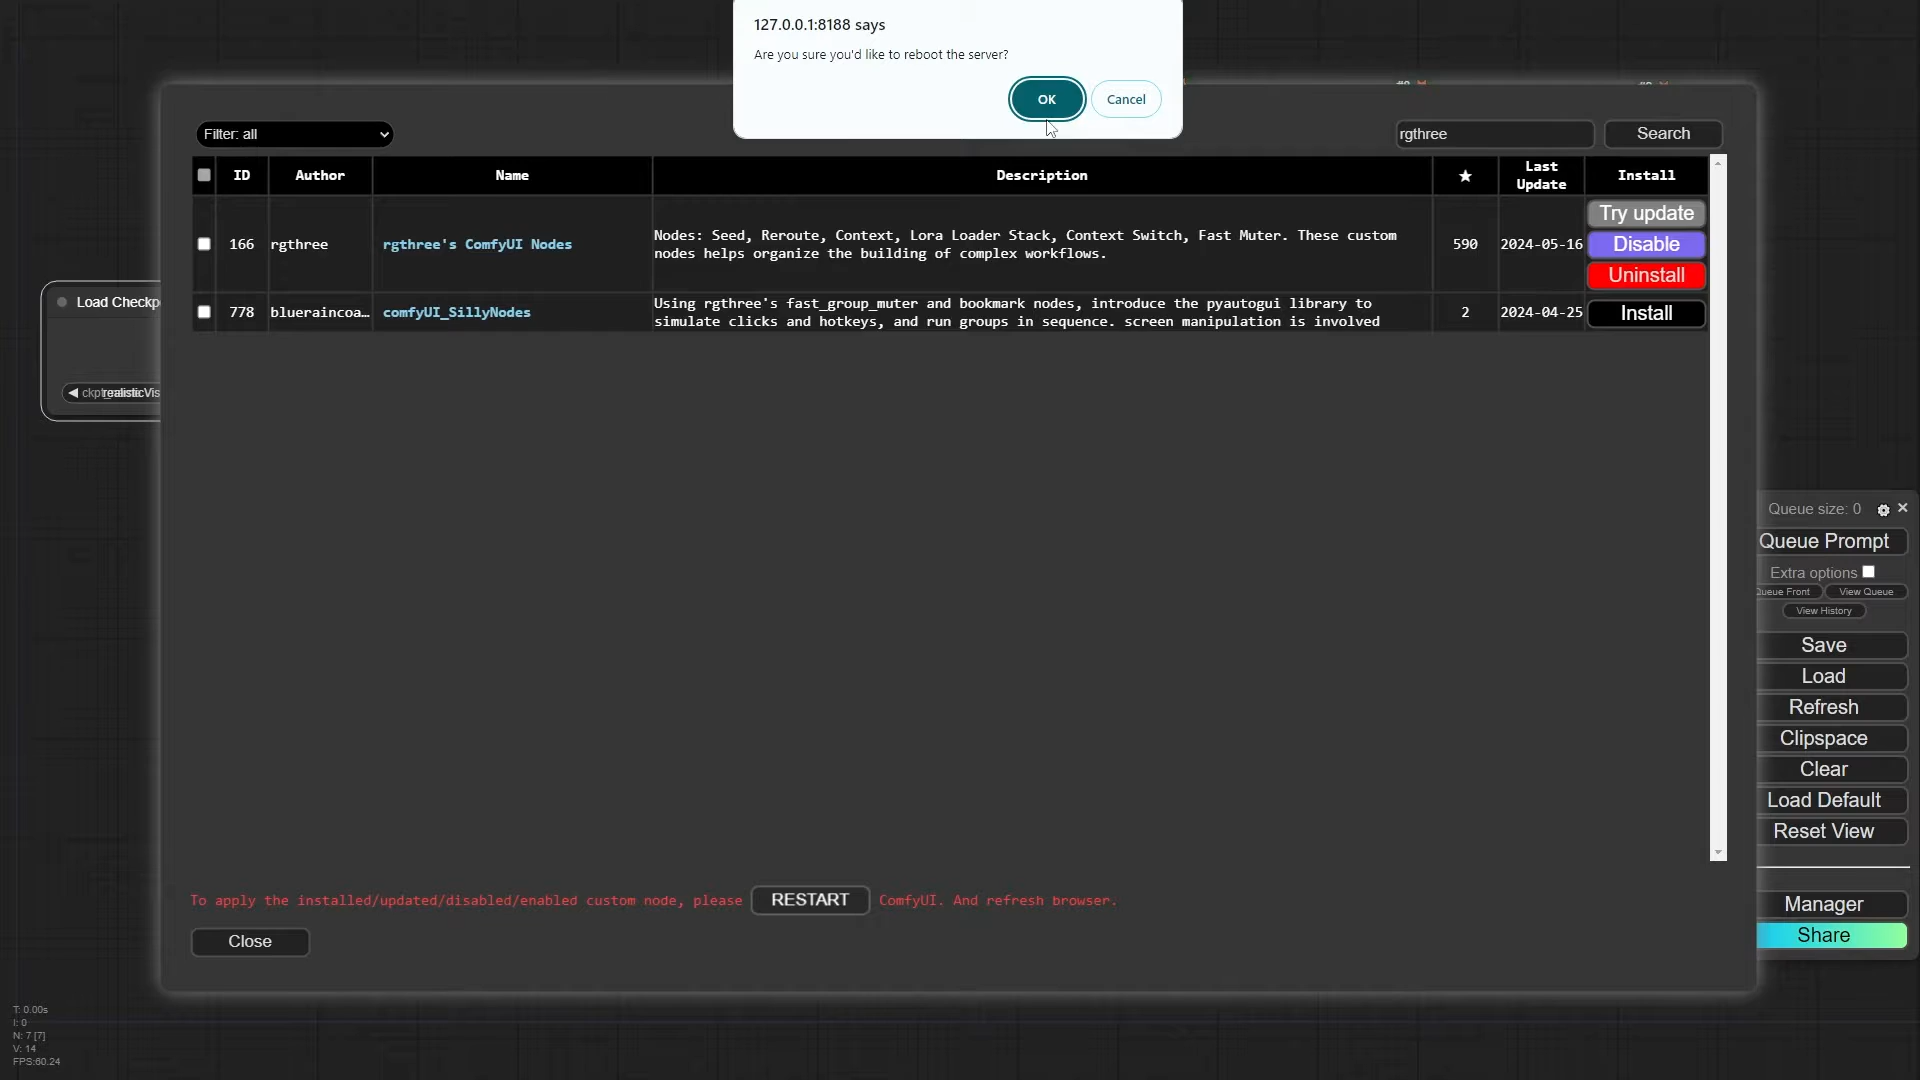 127.0.0.1:8188 says
Are you sure you'd like to reboot the server?
OK
Cancel
Filter: all
rgthree
Search
ID
Author
Name
Description
★
Last
Update
Install
166
rgthree
rgthree's ComfyUI Nodes
Nodes: Seed, Reroute, Context, Lora Loader Stack, Context Switch, Fast Muter. These custom
nodes helps organize the building of complex workflows.
590
2024-05-16
Try update
Disable
Uninstall
778
blueraincoa…
comfyUI_SillyNodes
Using rgthree's fast_group_muter and bookmark nodes, introduce the pyautogui library to
simulate clicks and hotkeys, and run groups in sequence. screen manipulation is involved
2
2024-04-25
Install
Load Checkpo
realisticVis
Queue size: 0
Queue Prompt
Extra options
Queue Front
View Queue
View History
Save
Load
Refresh
Clipspace
Clear
Load Default
Reset View
Manager
Share
To apply the installed/updated/disabled/enabled custom node, please
RESTART
ComfyUI. And refresh browser.
Close
T: 0.00s
I: 0
N: 7 [7]
V: 14
FPS:60.24